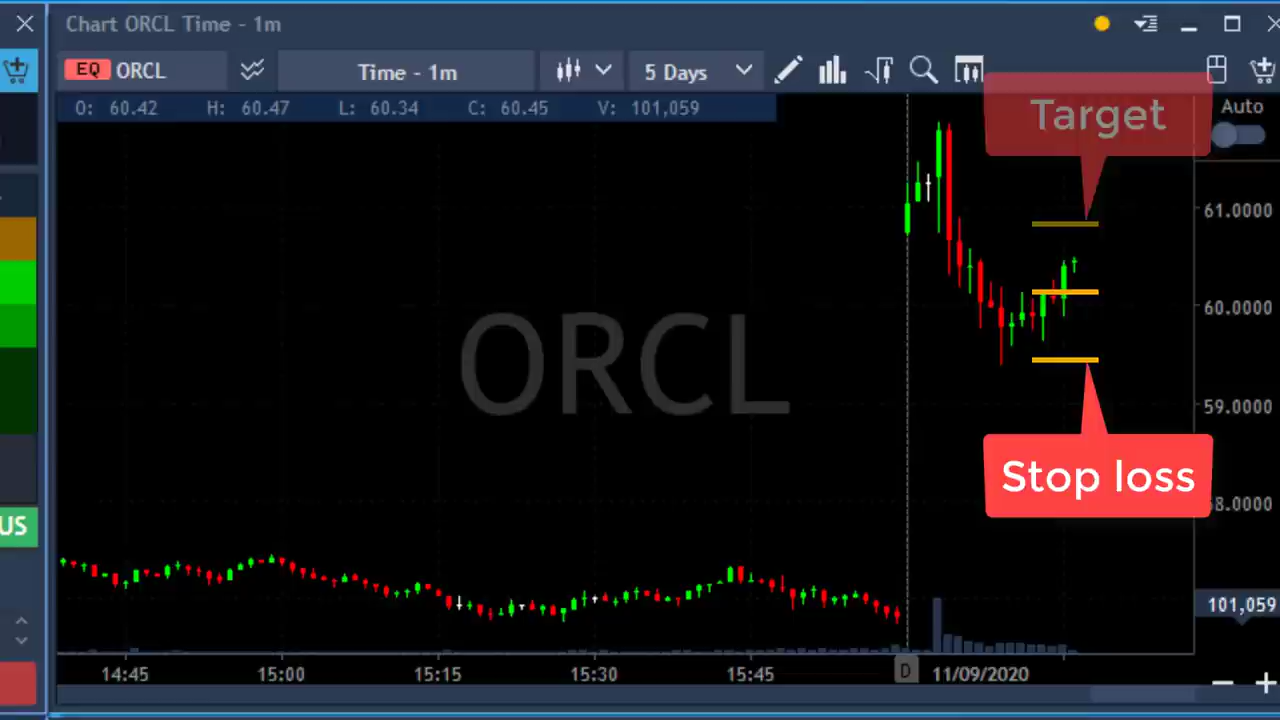 Chart ORCL Time - 1m
EQ ORCL
Time - 1m
5 Days
O: 60.42 H: 60.47 L: 60.34 C: 60.45 V: 101,059
Auto
Target
61.0000
60.0000
ORCL
59.0000
Stop loss
8.0000
US
101,059
14:45 15:00 15:15 15:30 15:45 D 11/09/2020